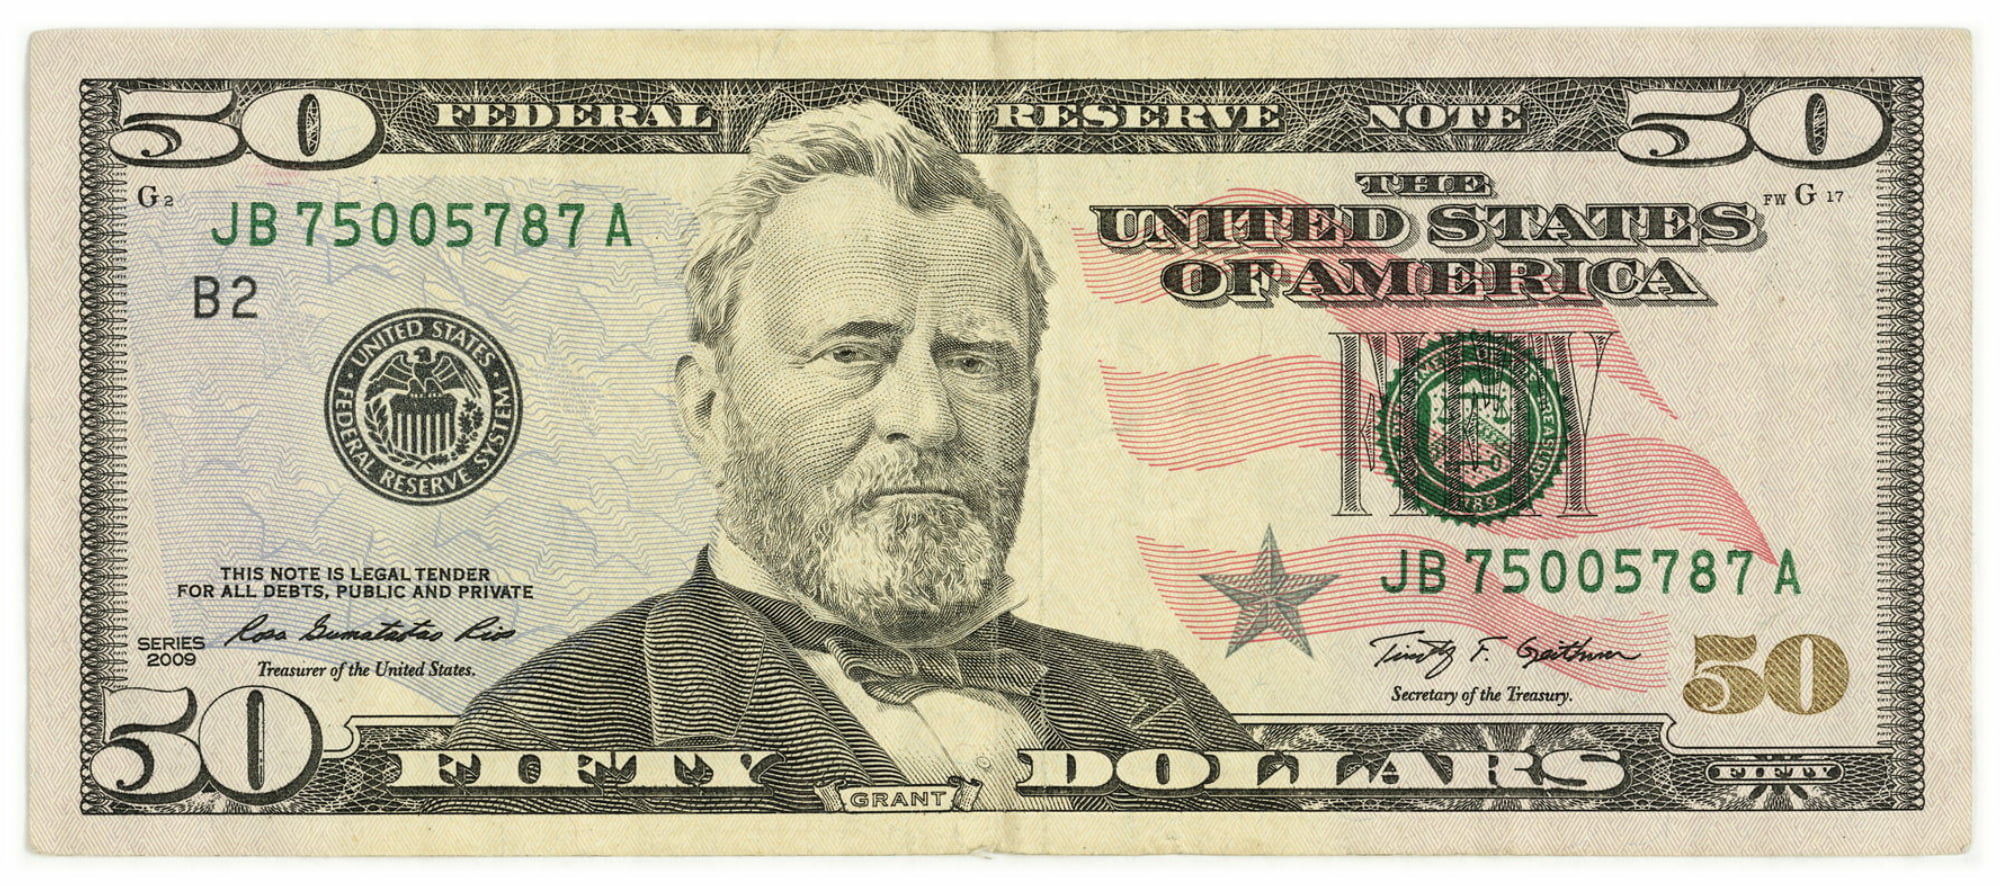 50 FEDERAL RESERVE NOTE 50
G2
FW G 17
THE
UNITED STATES
OF AMERICA
JB 75005787 A
B2
UNITED STATES
FEDERAL RESERVE SYSTEM
JB 75005787 A
THIS NOTE IS LEGAL TENDER
FOR ALL DEBTS, PUBLIC AND PRIVATE
Rosa Gumataotao Rios
SERIES
2009
Treasurer of the United States.
Timothy F. Geithner
Secretary of the Treasury.
50
50 FIFTY DOLLARS FIFTY
GRANT